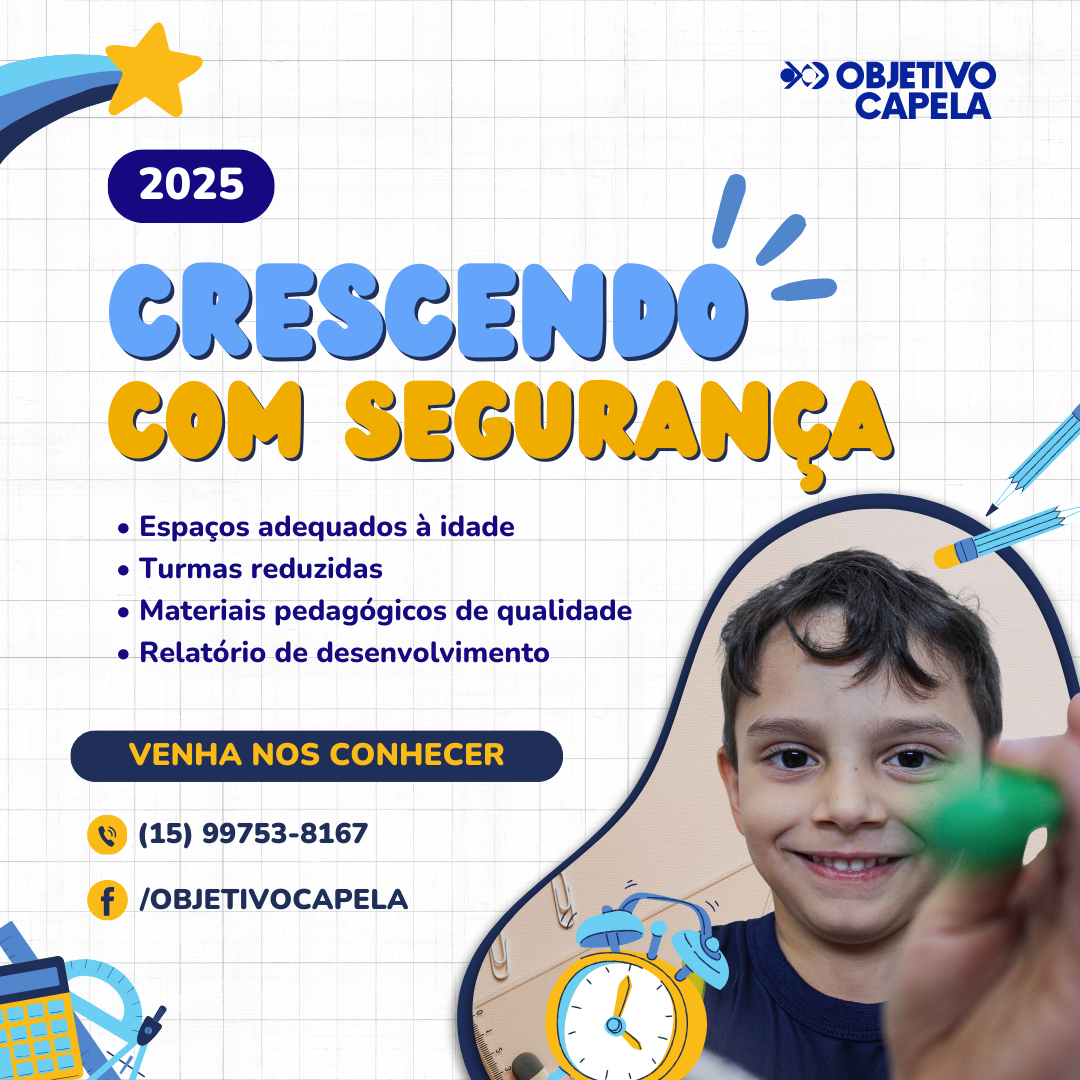 OBJETIVO
CAPELA
2025
CRESCENDO
COM SEGURANÇA
• Espaços adequados à idade
• Turmas reduzidas
• Materiais pedagógicos de qualidade
• Relatório de desenvolvimento
VENHA NOS CONHECER
(15) 99753-8167
/OBJETIVOCAPELA